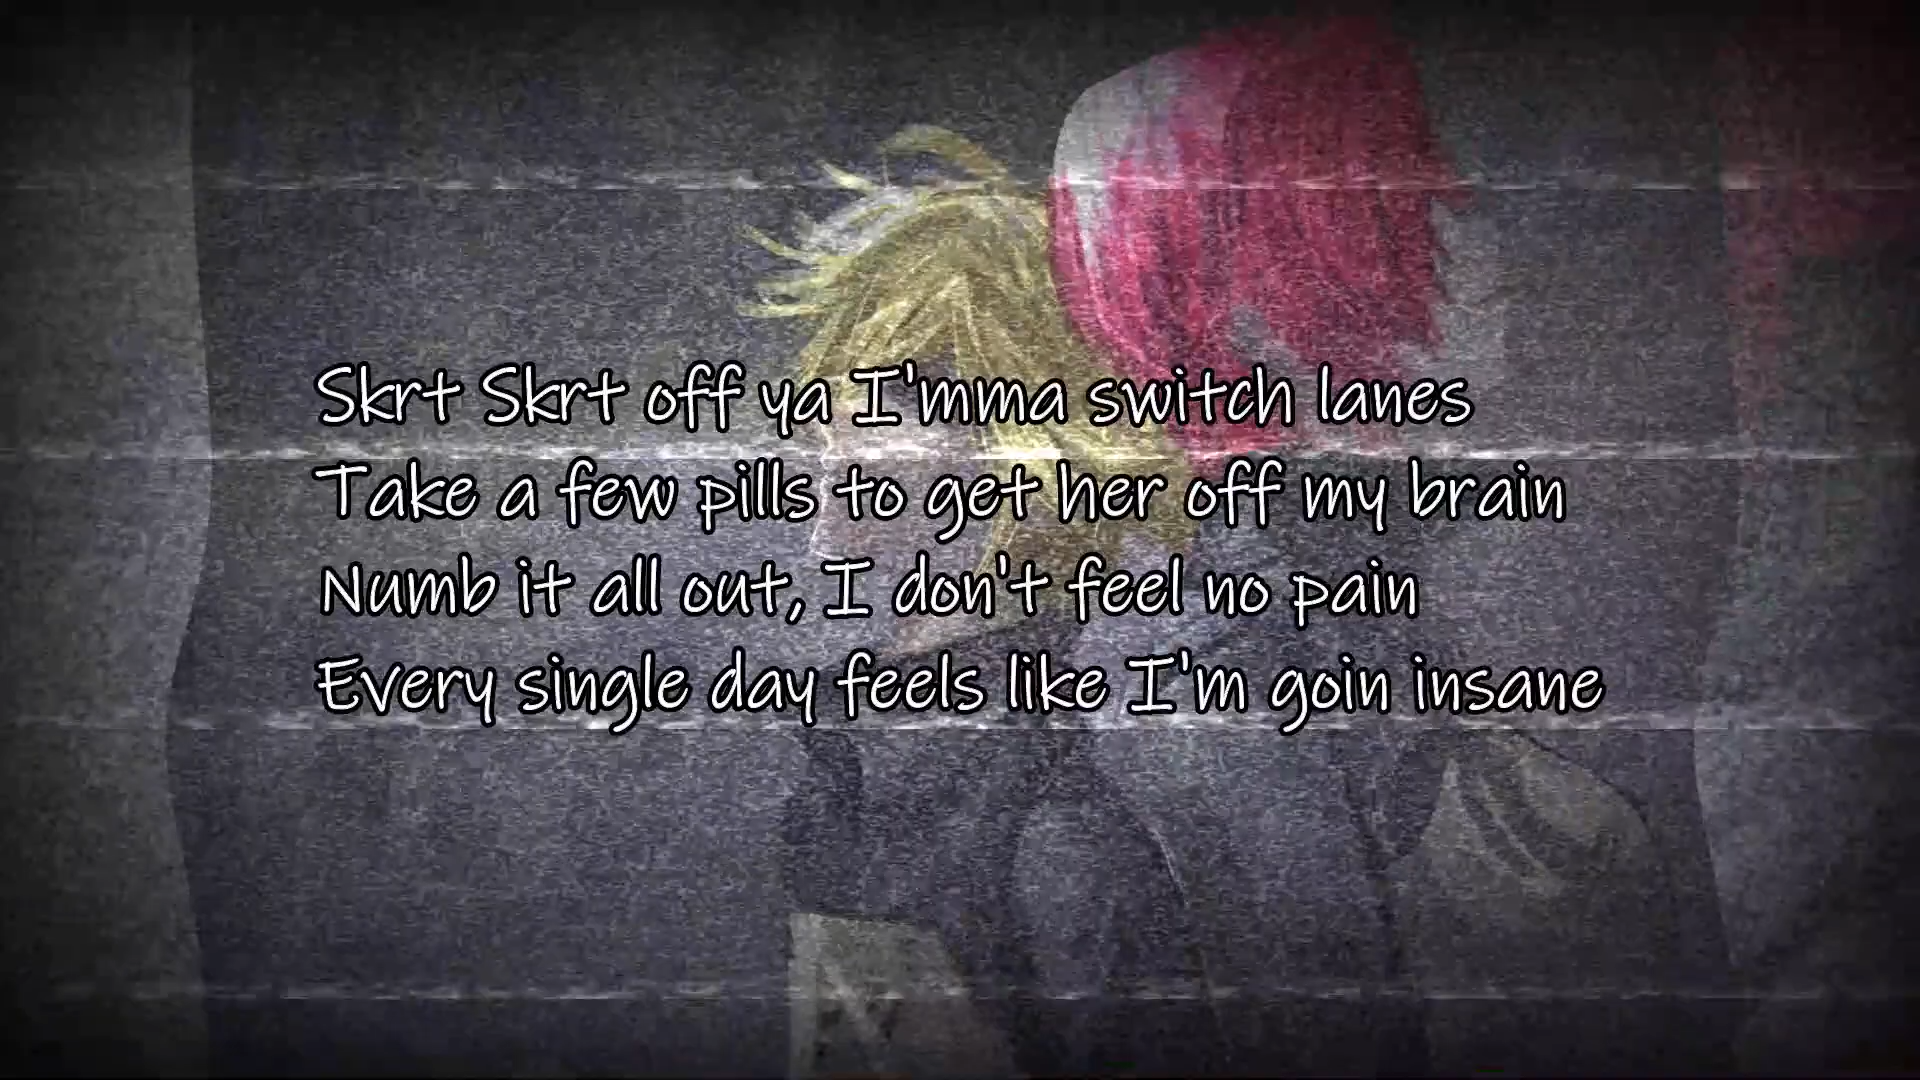 Skrt Skrt off ya I'mma switch lanes
Take a few pills to get her off my brain
Numb it all out, I don't feel no pain
Every single day feels like I'm goin insane